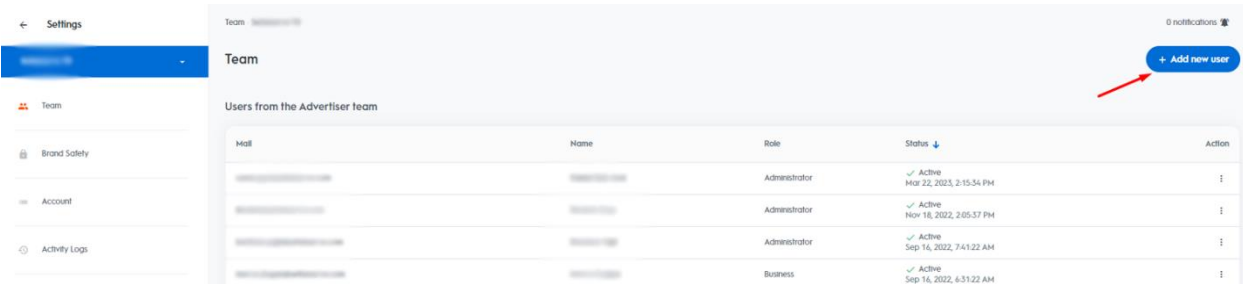 Settings
Team
0 notifications
Team
+ Add new user
Team
Users from the Advertiser team
Brand Safety
Mail Name Role Status Action
Administrator Active
Mar 22, 2023, 2:15:34 PM
Account
Administrator Active
Nov 18, 2022, 2:05:37 PM
Activity Logs
Administrator Active
Sep 16, 2022, 7:41:22 AM
Business Active
Sep 16, 2022, 6:31:22 AM